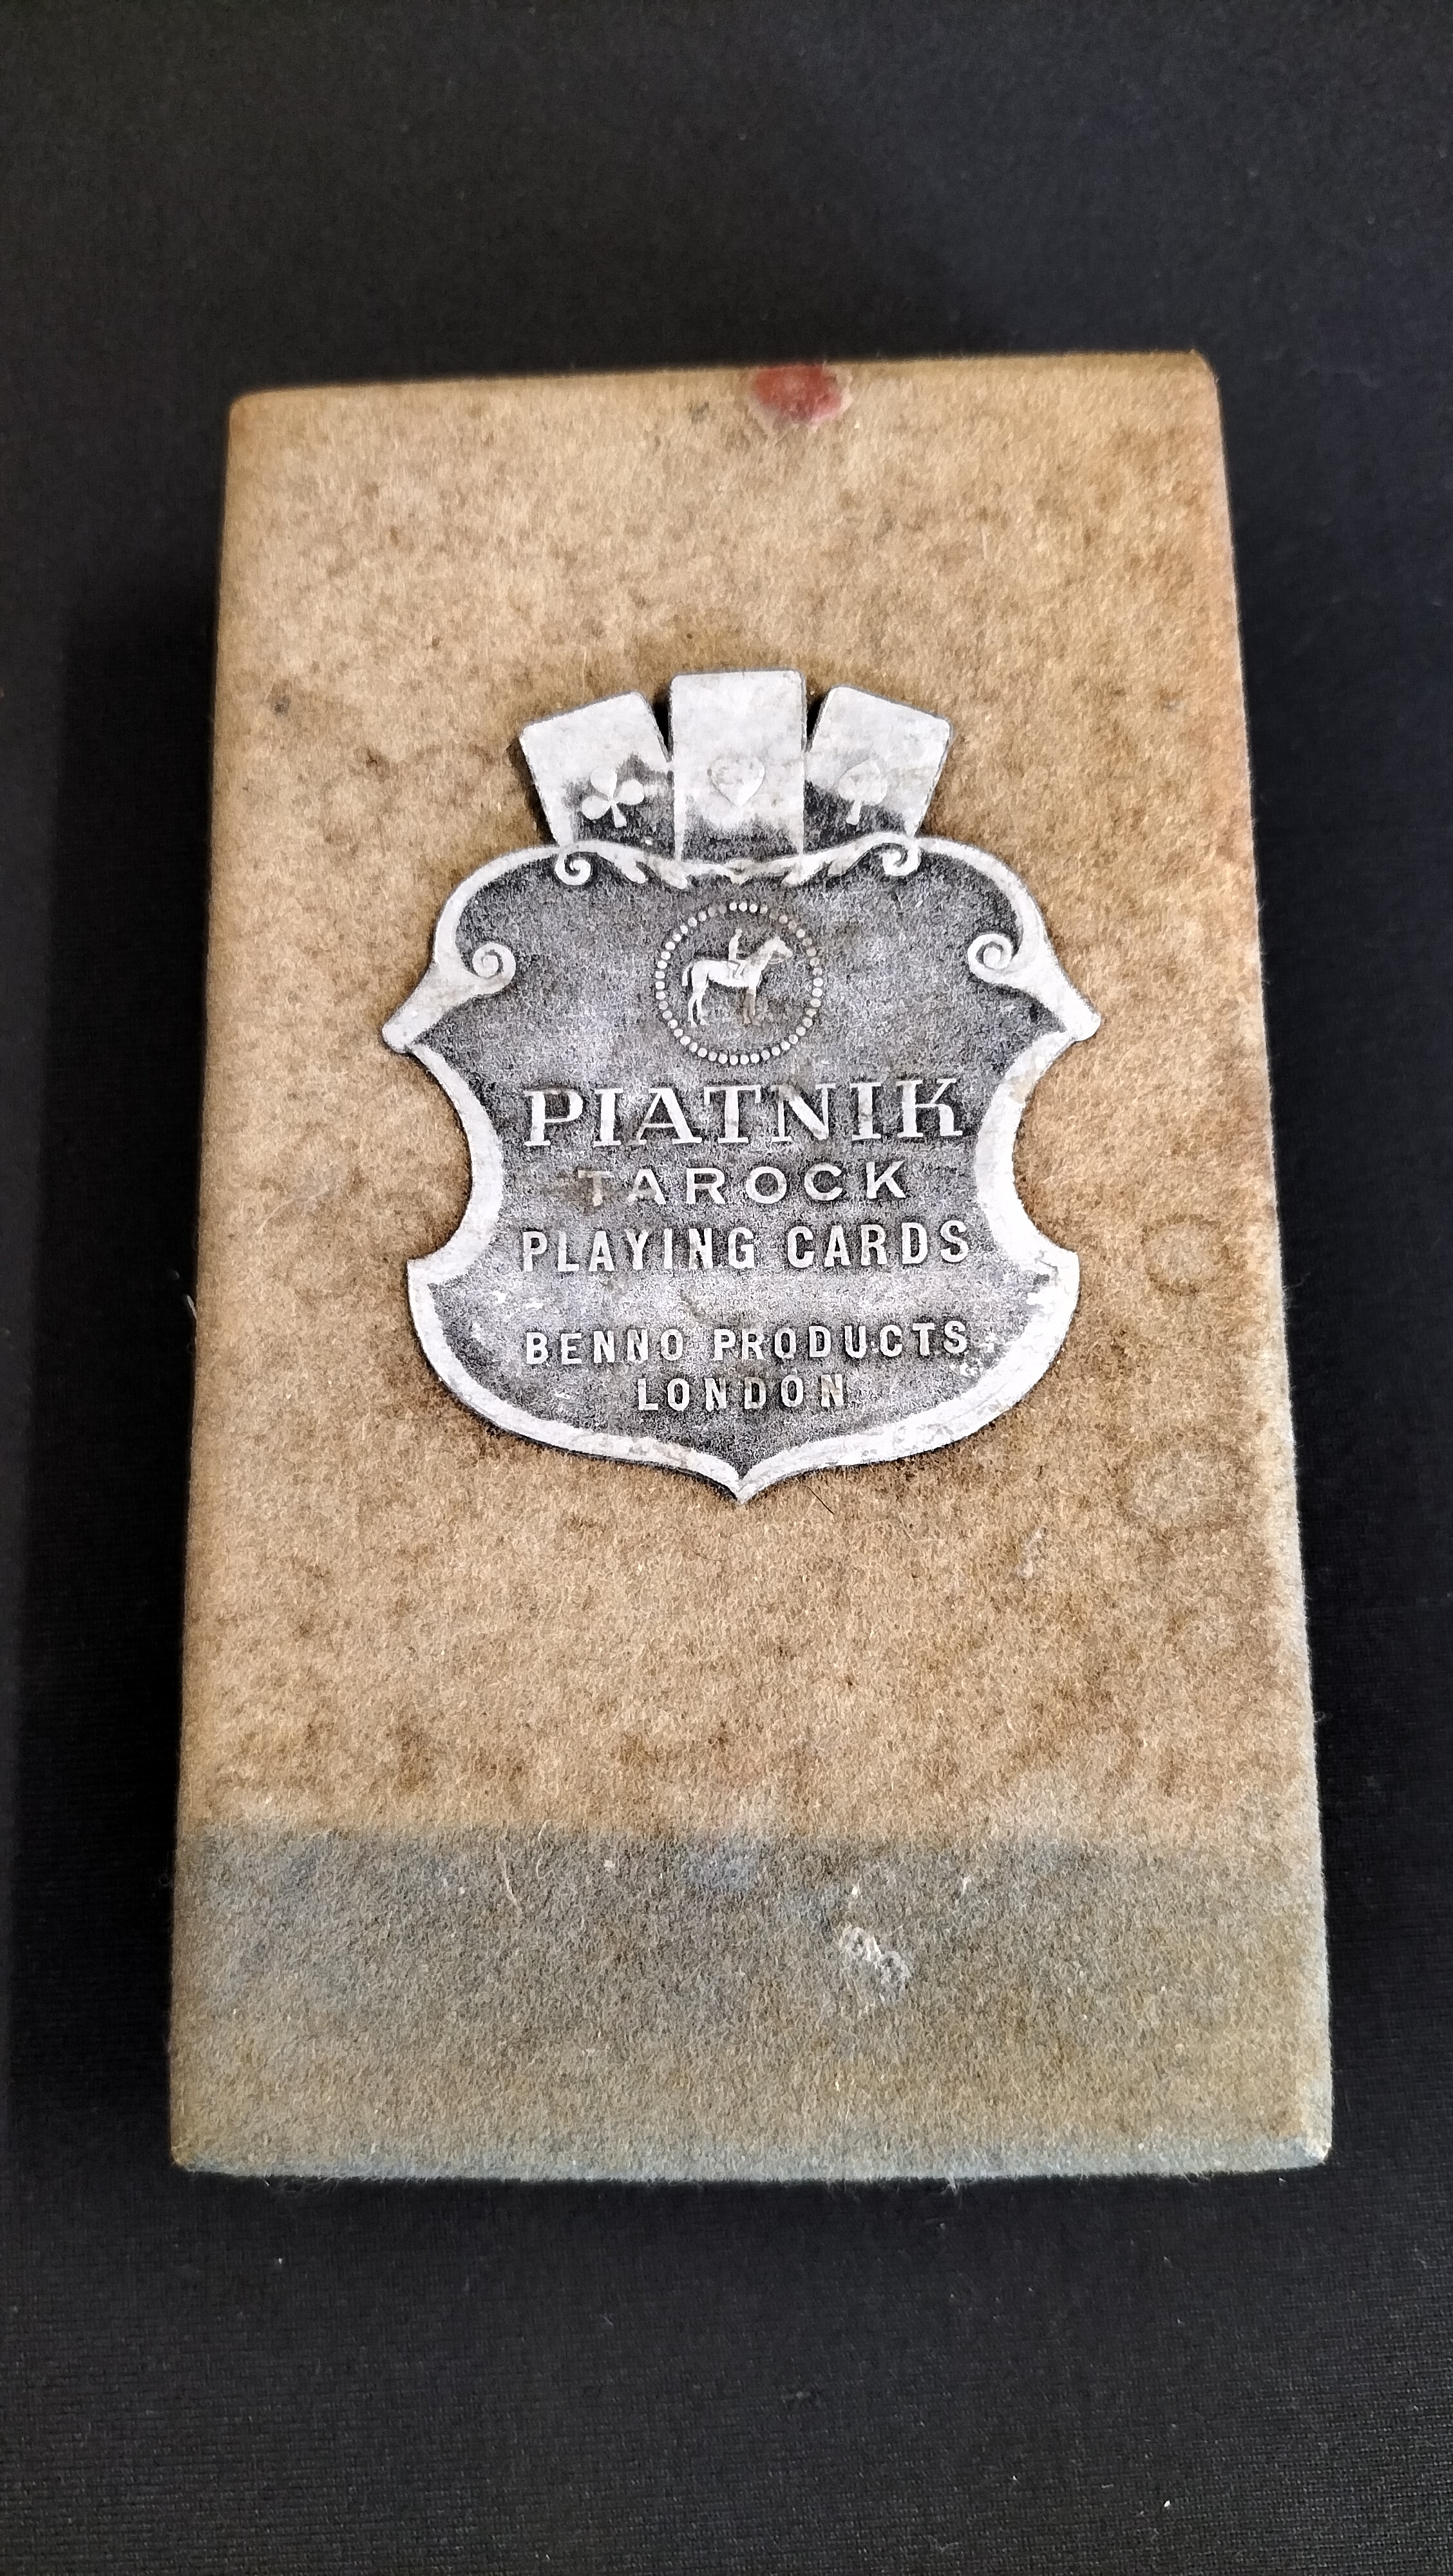 PIATNIK
TAROCK
PLAYING CARDS
BENNO PRODUCTS
LONDON